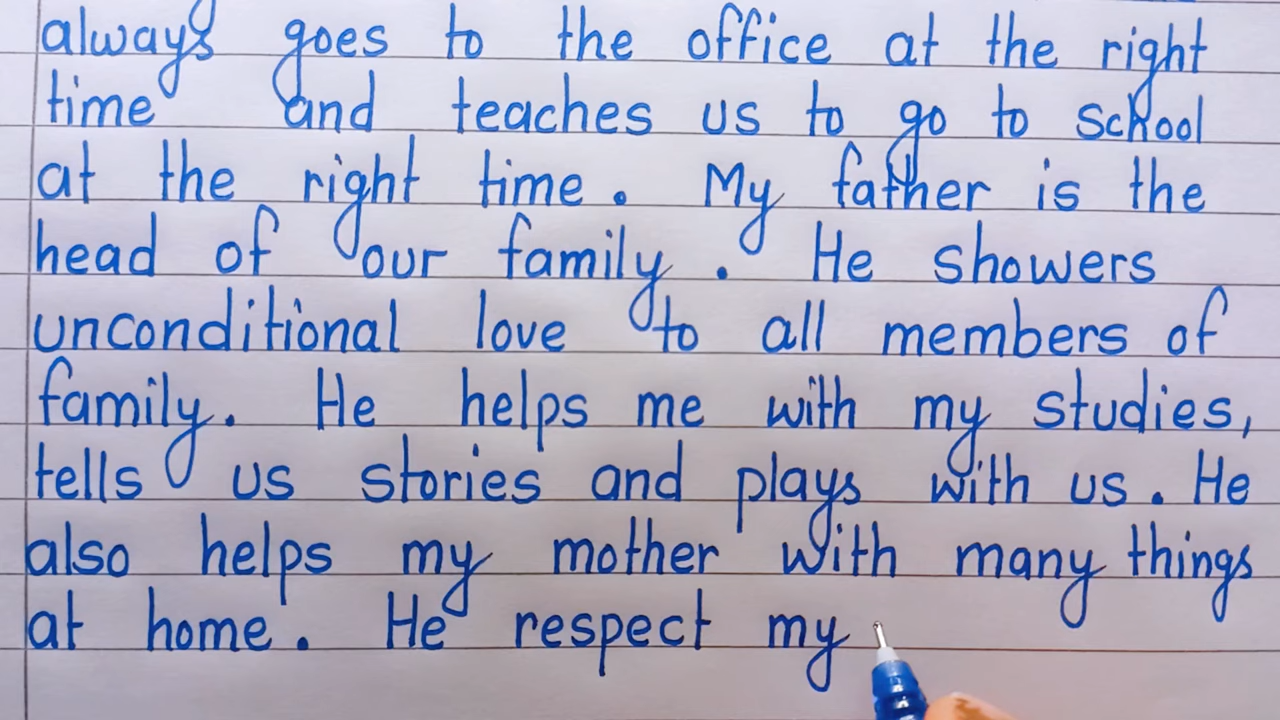 always goes to the office at the right
time and teaches us to go to school
at the right time. My father is the
head of our family. He showers
unconditional love to all members of
family. He helps me with my studies,
tells us stories and plays with us. He
also helps my mother with many things
at home. He respect my